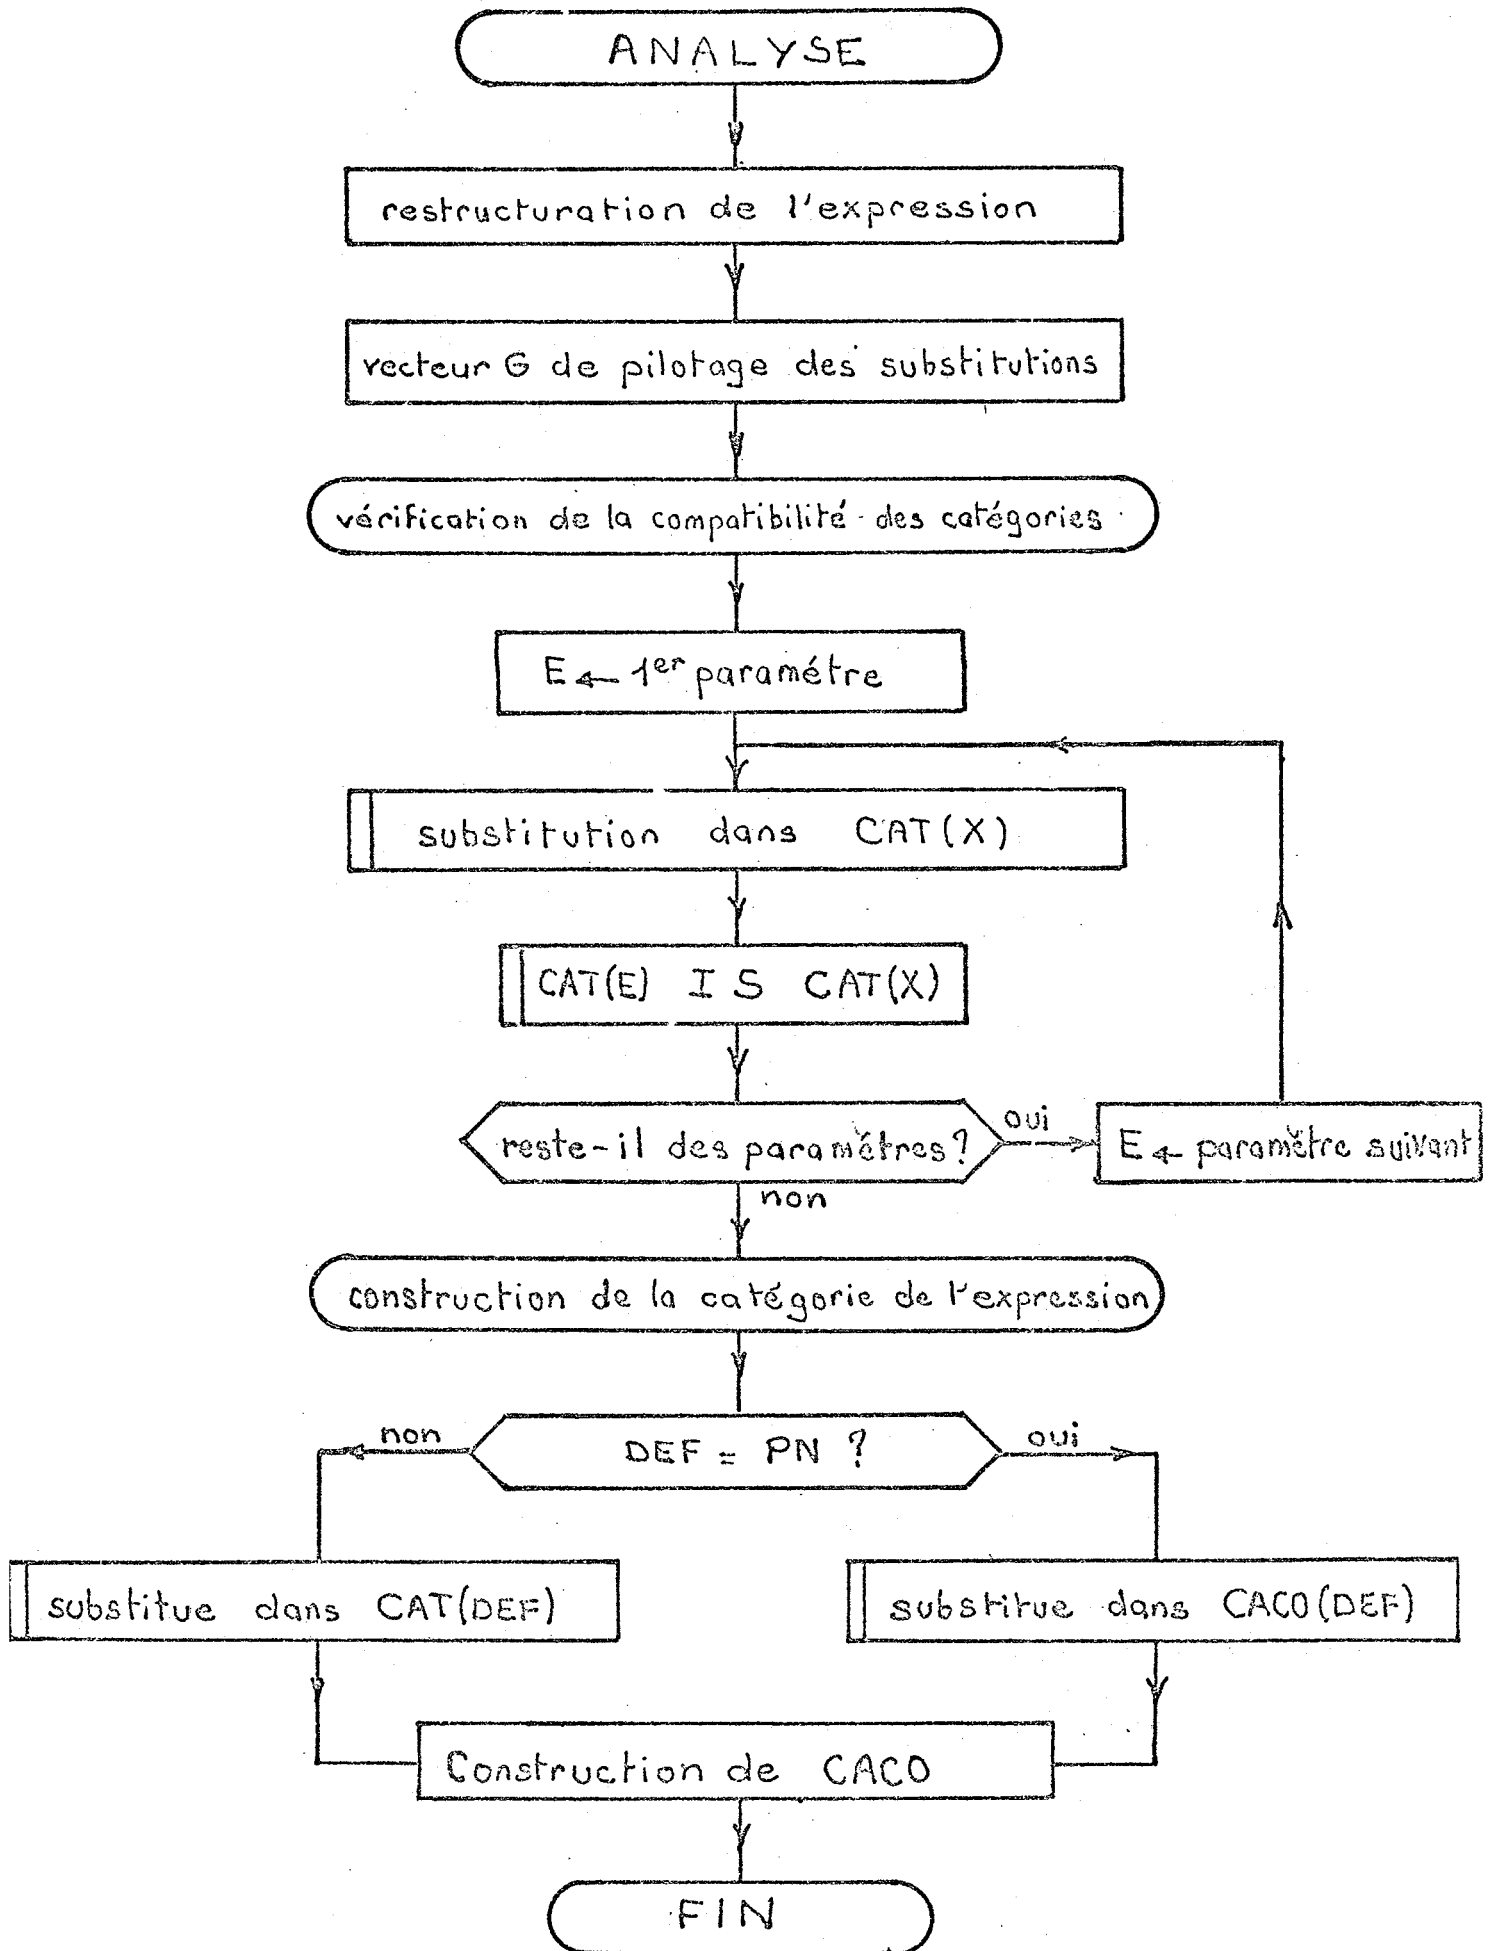 ANALYSE
restructuration de l'expression
vecteur G de pilotage des substitutions
vérification de la compatibilité des catégories
E ← 1er paramétre
substitution dans CAT(X)
CAT(E) IS CAT(X)
reste-il des paramétres?
oui
E ← paramètre suivant
non
construction de la catégorie de l'expression
non
DEF = PN ?
oui
substitue dans CAT(DEF)
substitue dans CACO(DEF)
Construction de CACO
FIN